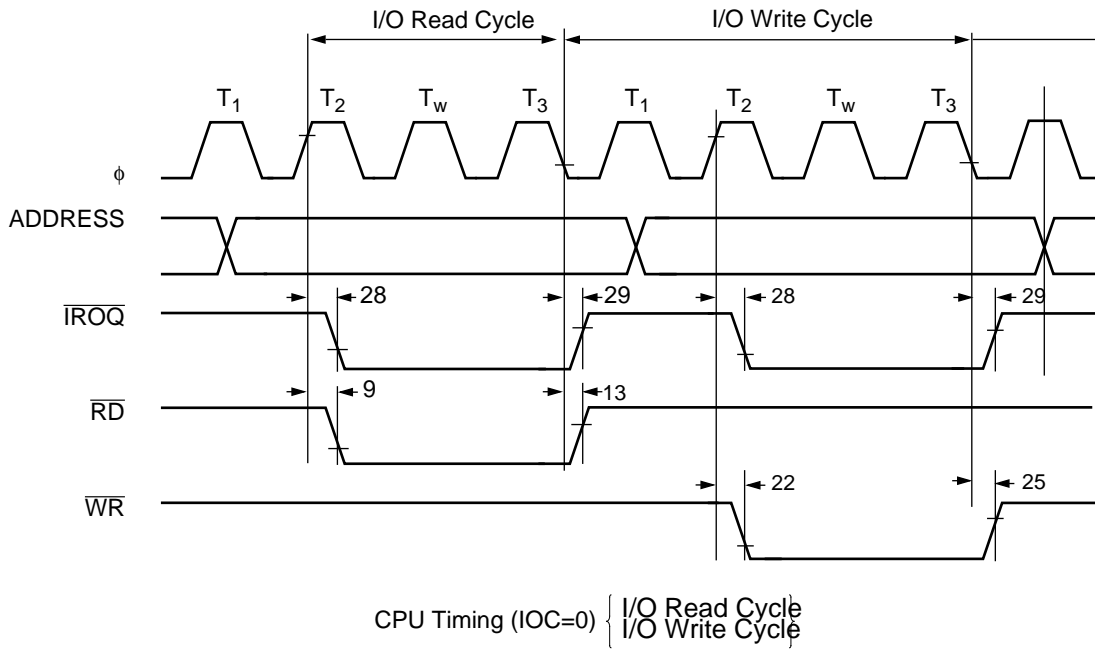 I/O Read Cycle I/O Write Cycle
T1 T2 Tw T3 T1 T2 Tw T3
ϕ
ADDRESS
28 29 28 29
IROQ
9 13
RD
22 25
WR
CPU Timing (IOC=0) { I/O Read Cycle }
{ I/O Write Cycle }